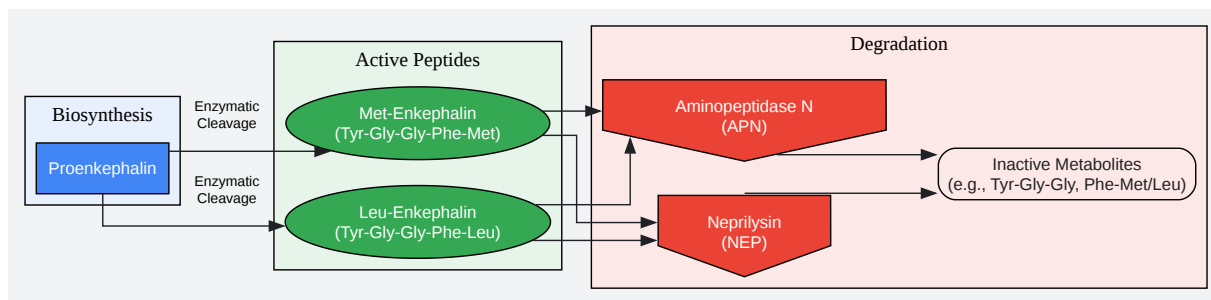 Biosynthesis
Proenkephalin
Enzymatic
Cleavage
Enzymatic
Cleavage
Active Peptides
Met-Enkephalin
(Tyr-Gly-Gly-Phe-Met)
Leu-Enkephalin
(Tyr-Gly-Gly-Phe-Leu)
Degradation
Aminopeptidase N
(APN)
Neprilysin
(NEP)
Inactive Metabolites
(e.g., Tyr-Gly-Gly, Phe-Met/Leu)